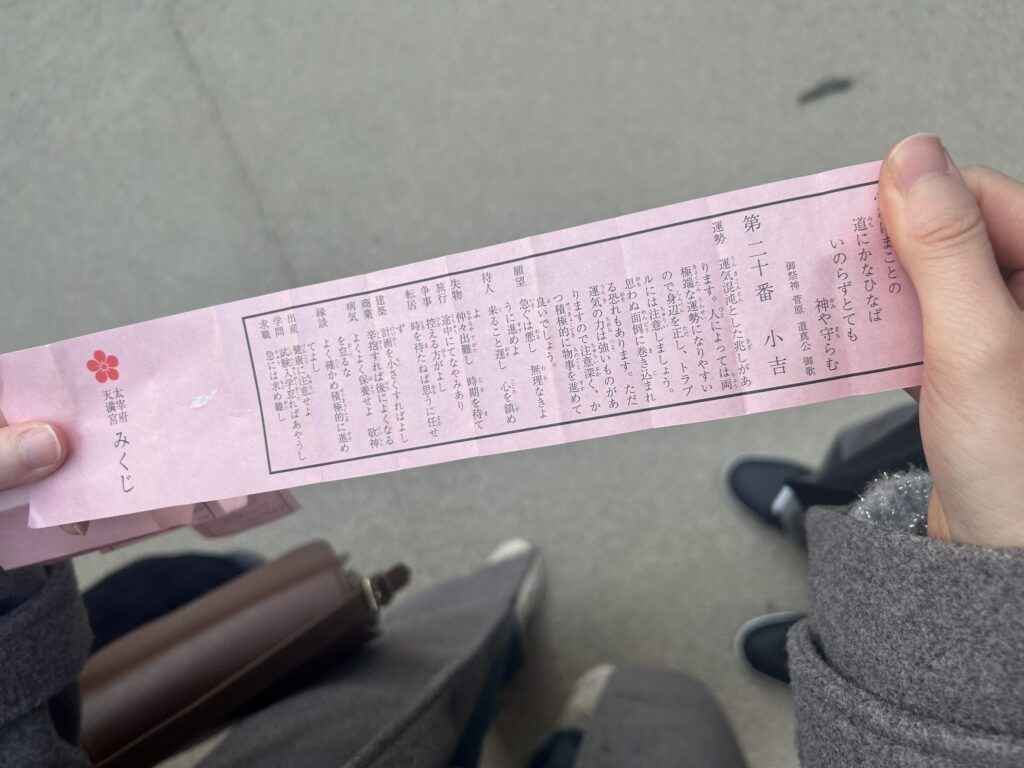 まことの
道にかなひなば
いのらずとても
神や守らむ
御祭神 菅原 道真公 御歌
第二十番 小吉
運勢 運気混沌とした兆しがあ
ります。人によっては両
極端な運勢になりやすい
ので身辺を正し、トラブ
ルには注意しましょう。
思わぬ面倒に巻き込まれ
る恐れもあります。ただ
運気の力は強いものがあ
りますので注意深く、か
つ積極的に物事を進めて
良いでしょう。
願望 急ぐは悪し 無理なきよ
うに進めよ 心を鎮め
よ
待人 来ること遅し
失物 仲々出難し 時期を待て
旅行 途中にてなやみあり
争事 控える方がよし
転居 時を待たねば思うに任せ
ず
建築 計画を小さくすればよし
商業 辛抱すれば後によくなる
病気 よくよく保養せよ 敬神
を忘るな
縁談 よく確かめ積極的に進め
てよし
出産 健康に注意せよ
学問 試験入学忘ればあやうし
求職 急には求め難し
太宰府
天満宮 みくじ